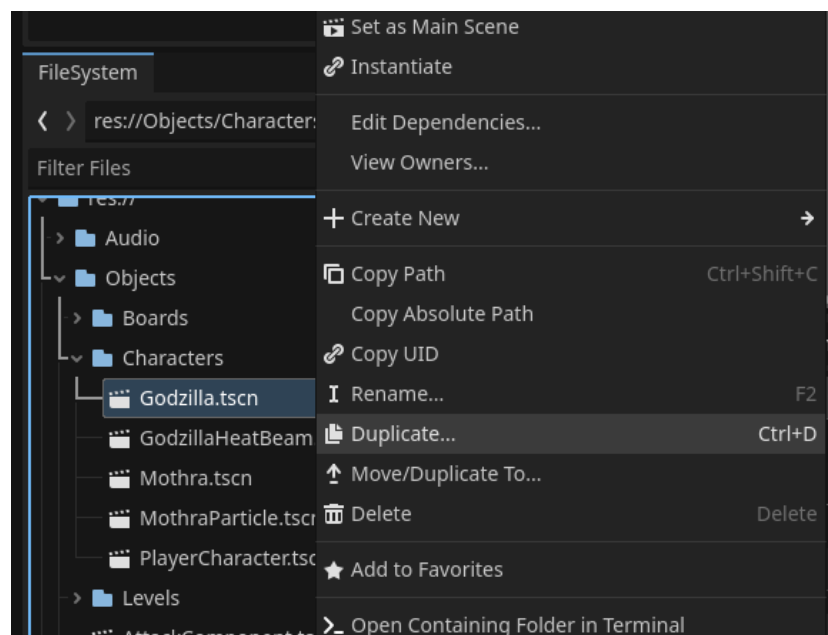 Set as Main Scene
FileSystem
Instantiate
res://Objects/Character
Edit Dependencies...
Filter Files
View Owners...
res://
Create New
Audio
Objects
Copy Path Ctrl+Shift+C
Boards
Copy Absolute Path
Characters
Copy UID
Godzilla.tscn
Rename... F2
GodzillaHeatBeam
Duplicate... Ctrl+D
Mothra.tscn
Move/Duplicate To...
MothraParticle.tscn
Delete Delete
PlayerCharacter.tsc
Add to Favorites
Levels
Open Containing Folder in Terminal